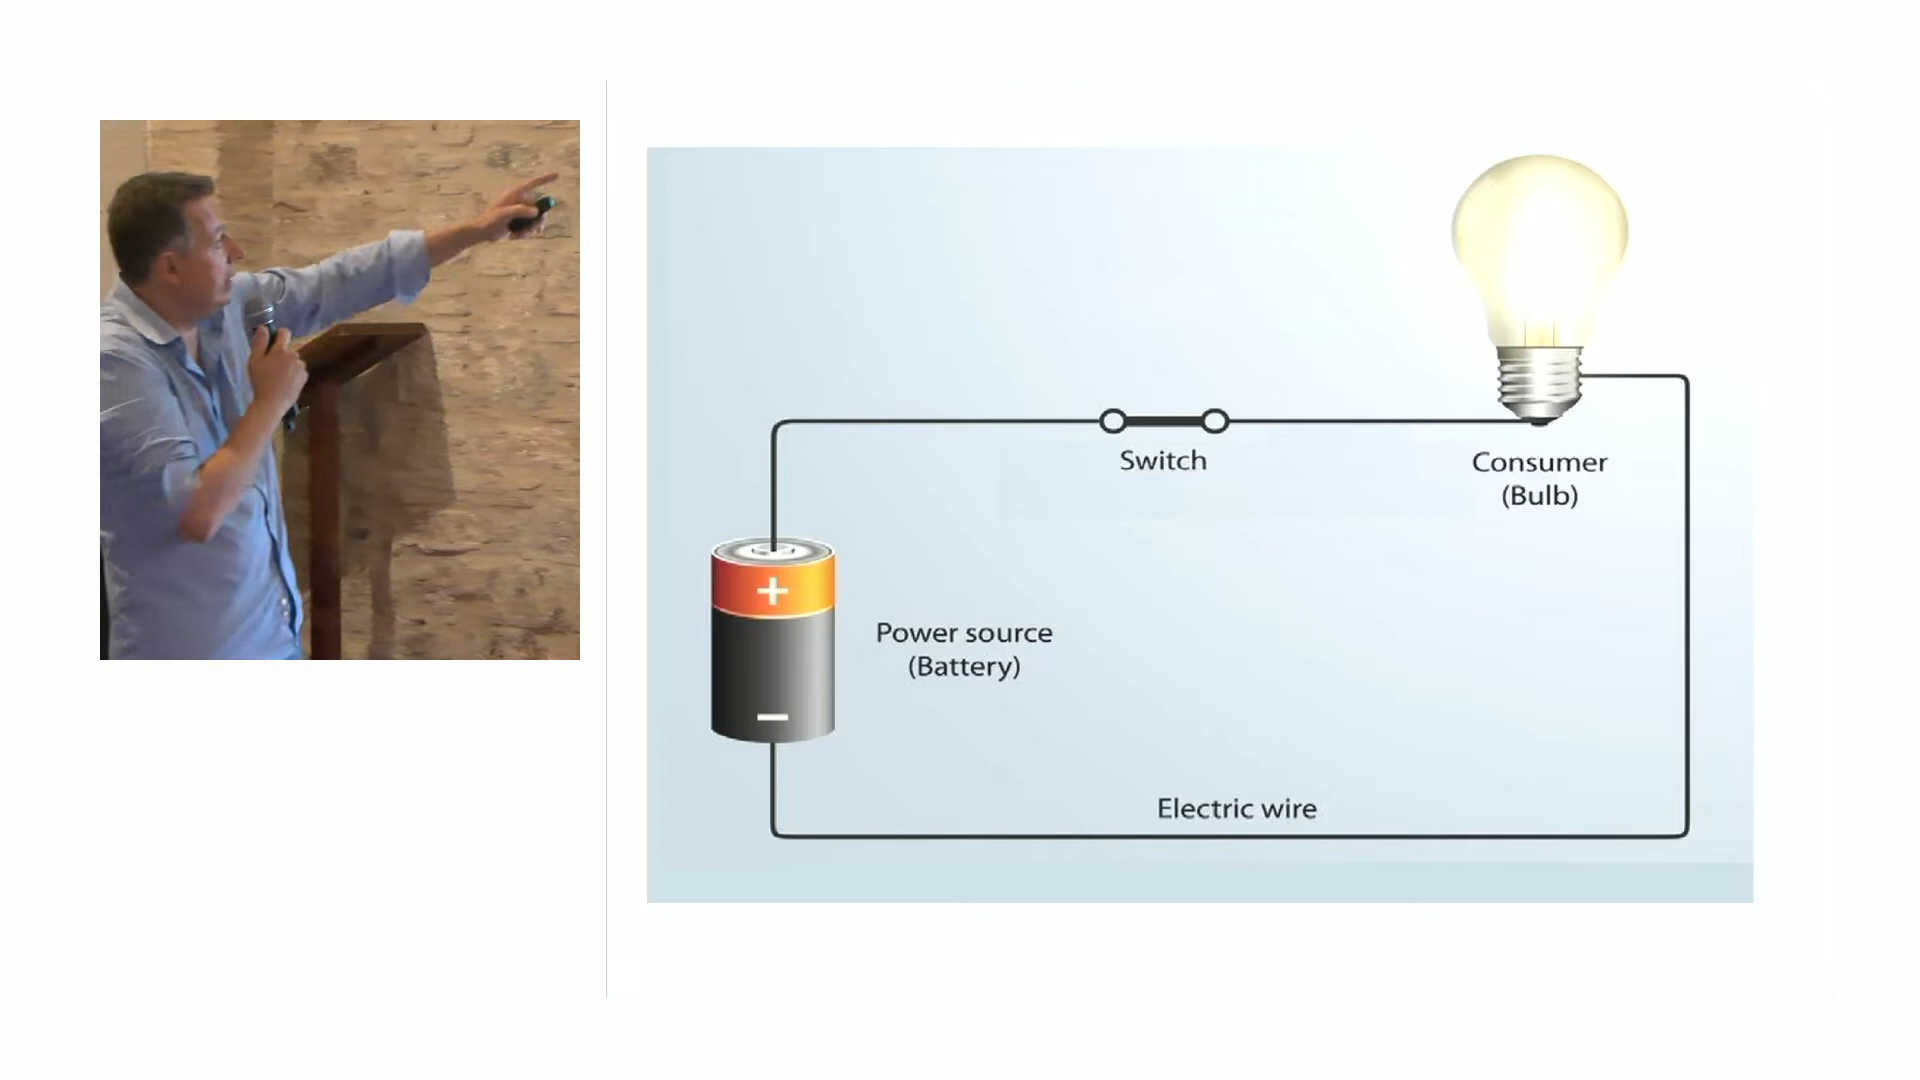 Switch
Consumer
(Bulb)
+
Power source
(Battery)
−
Electric wire